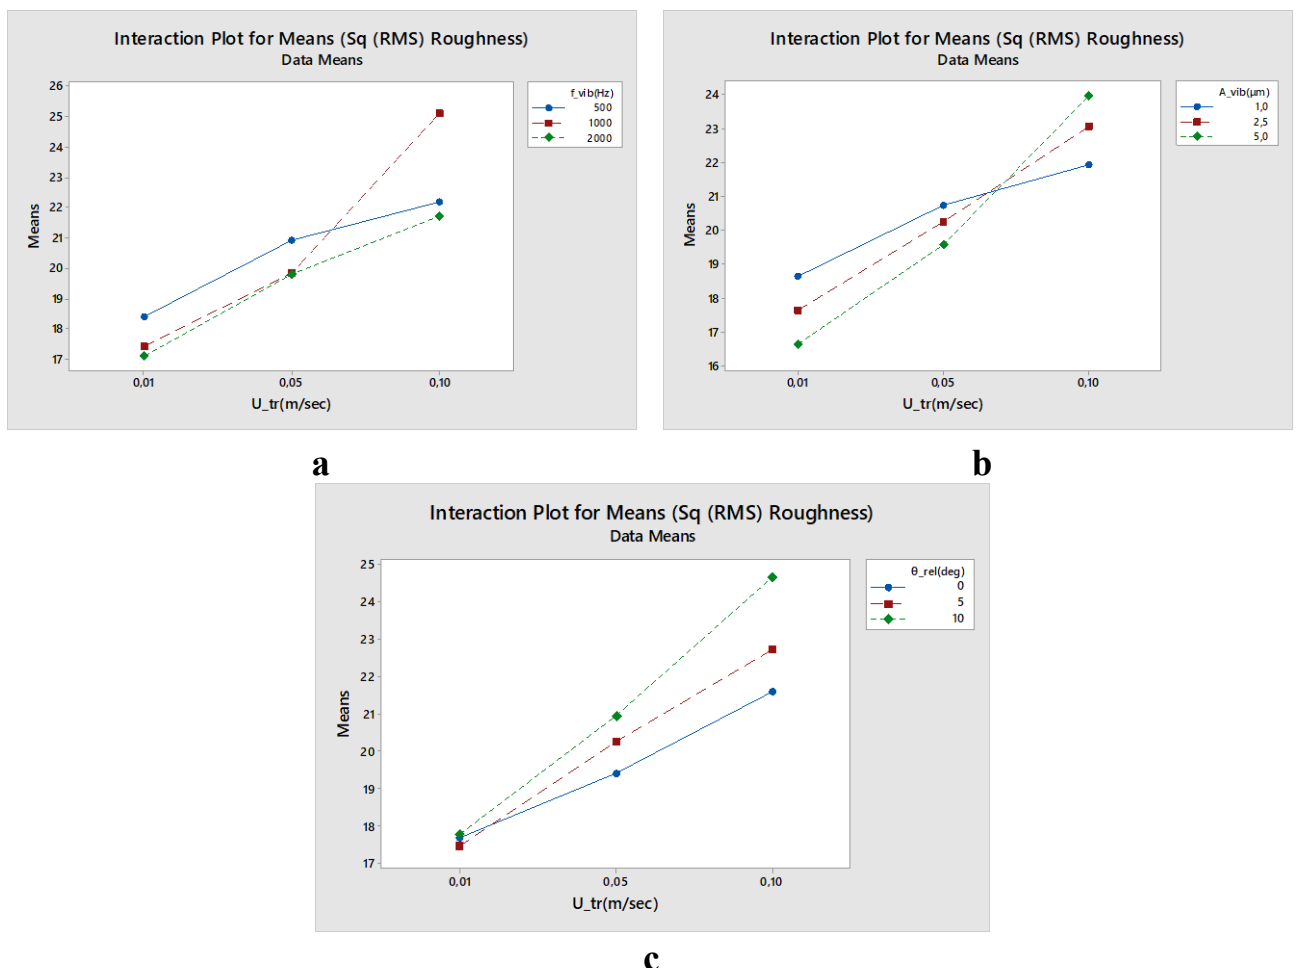 Interaction Plot for Means (Sq (RMS) Roughness)
Data Means
26
25
24
23
22
21
20
19
18
17
Means
0,01
0,05
0,10
U_tr(m/sec)
f_vib(Hz)
500
1000
2000
a
Interaction Plot for Means (Sq (RMS) Roughness)
Data Means
24
23
22
21
20
19
18
17
16
Means
0,01
0,05
0,10
U_tr(m/sec)
A_vib(μm)
1,0
2,5
5,0
b
Interaction Plot for Means (Sq (RMS) Roughness)
Data Means
25
24
23
22
21
20
19
18
17
Means
0,01
0,05
0,10
U_tr(m/sec)
θ_rel(deg)
0
5
10
c